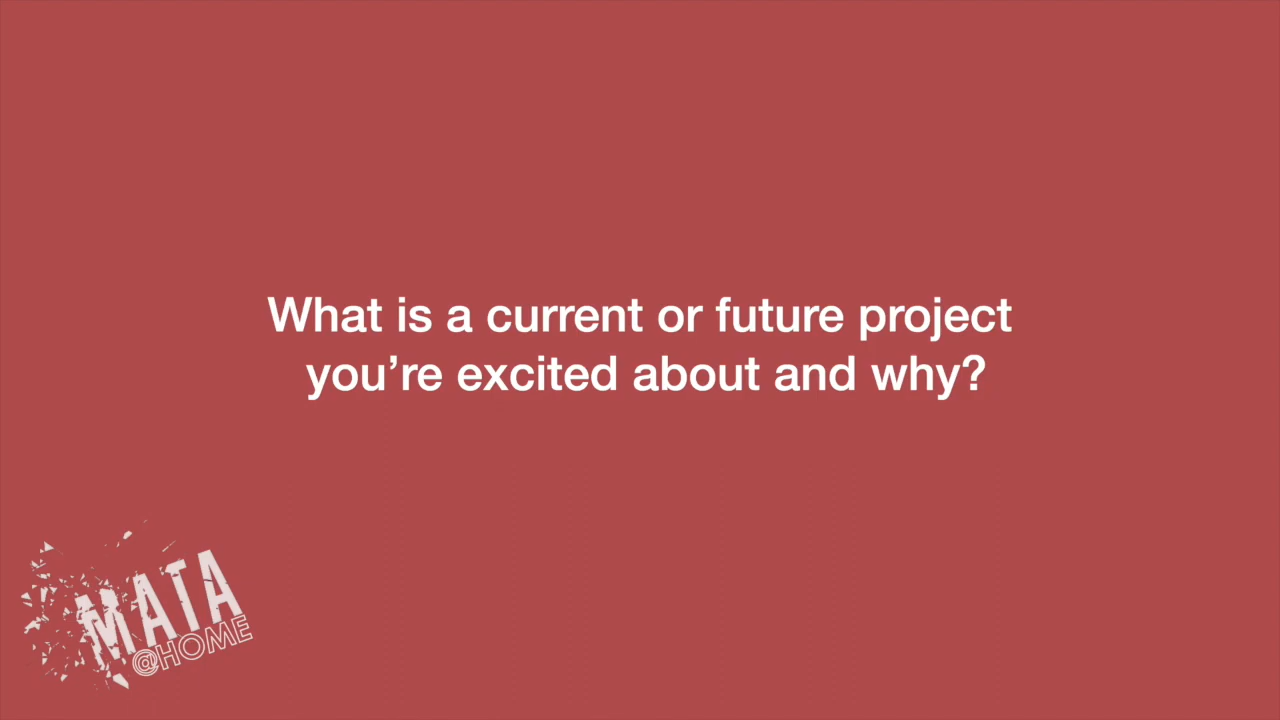 What is a current or future project
you’re excited about and why?
MATA
@HOME